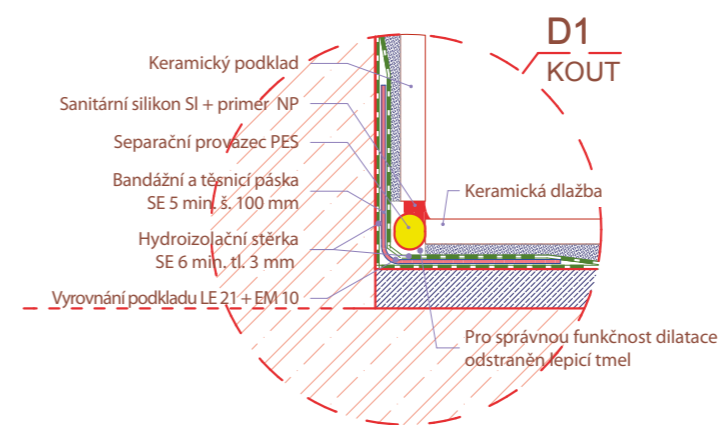 D1
KOUT
Keramický podklad
Sanitární silikon SI + primer NP
Separační provazec PES
Bandážní a těsnicí páska
SE 5 min. š. 100 mm
Hydroizolační stěrka
SE 6 min. tl. 3 mm
Vyrovnání podkladu LE 21 + EM 10
Keramická dlažba
Pro správnou funkčnost dilatace
odstraněn lepicí tmel